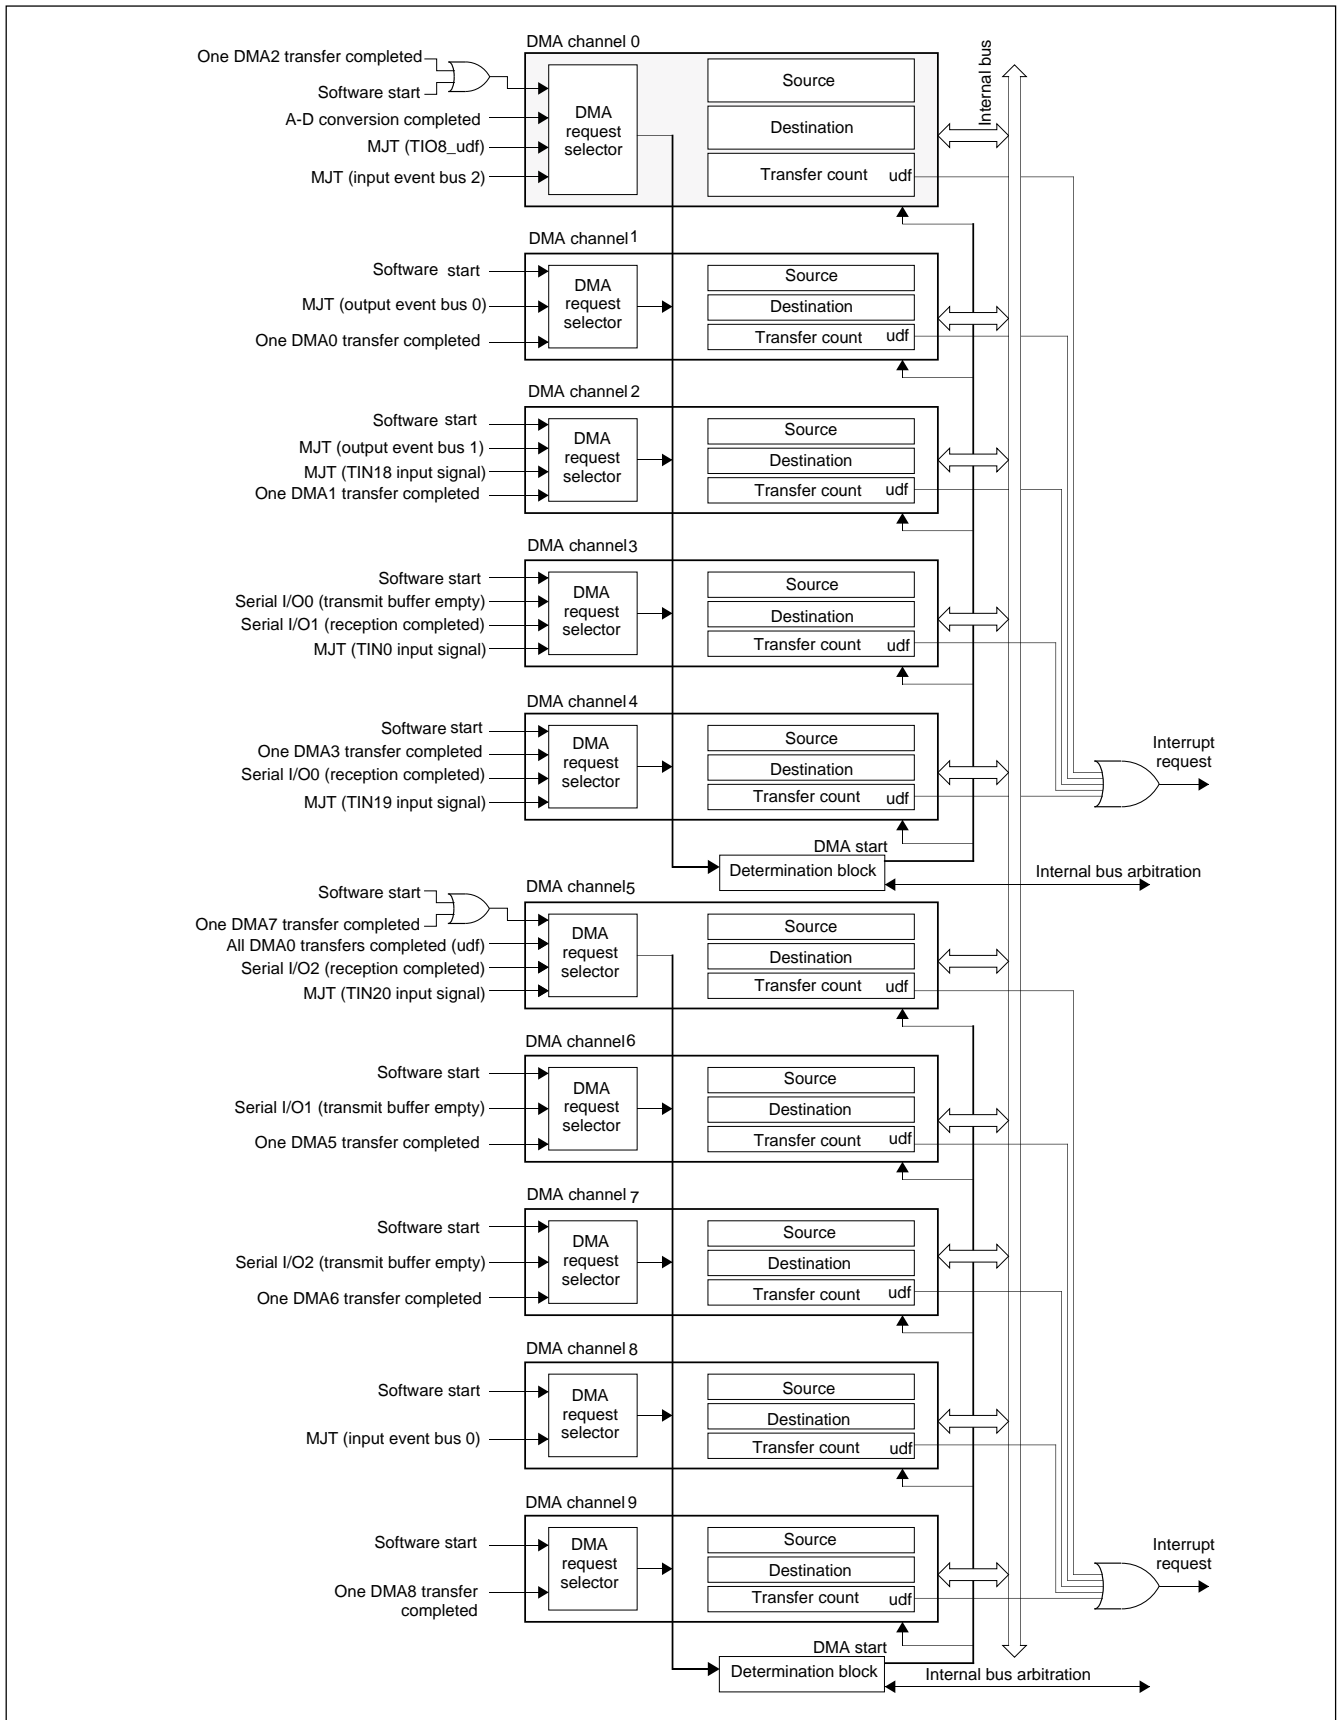 DMA channel 0
One DMA2 transfer completed
Software start
A-D conversion completed
MJT (TIO8_udf)
MJT (input event bus 2)
DMA
request
selector
Source
Destination
Transfer count udf
Internal bus
DMA channel 1
Software start
MJT (output event bus 0)
One DMA0 transfer completed
DMA
request
selector
Source
Destination
Transfer count udf
DMA channel 2
Software start
MJT (output event bus 1)
MJT (TIN18 input signal)
One DMA1 transfer completed
DMA
request
selector
Source
Destination
Transfer count udf
DMA channel 3
Software start
Serial I/O0 (transmit buffer empty)
Serial I/O1 (reception completed)
MJT (TIN0 input signal)
DMA
request
selector
Source
Destination
Transfer count udf
DMA channel 4
Software start
One DMA3 transfer completed
Serial I/O0 (reception completed)
MJT (TIN19 input signal)
DMA
request
selector
Source
Destination
Transfer count udf
Interrupt
request
DMA start
Determination block
Internal bus arbitration
DMA channel 5
Software start
One DMA7 transfer completed
All DMA0 transfers completed (udf)
Serial I/O2 (reception completed)
MJT (TIN20 input signal)
DMA
request
selector
Source
Destination
Transfer count udf
DMA channel 6
Software start
Serial I/O1 (transmit buffer empty)
One DMA5 transfer completed
DMA
request
selector
Source
Destination
Transfer count udf
DMA channel 7
Software start
Serial I/O2 (transmit buffer empty)
One DMA6 transfer completed
DMA
request
selector
Source
Destination
Transfer count udf
DMA channel 8
Software start
MJT (input event bus 0)
DMA
request
selector
Source
Destination
Transfer count udf
DMA channel 9
Software start
One DMA8 transfer
completed
DMA
request
selector
Source
Destination
Transfer count udf
Interrupt
request
DMA start
Determination block
Internal bus arbitration